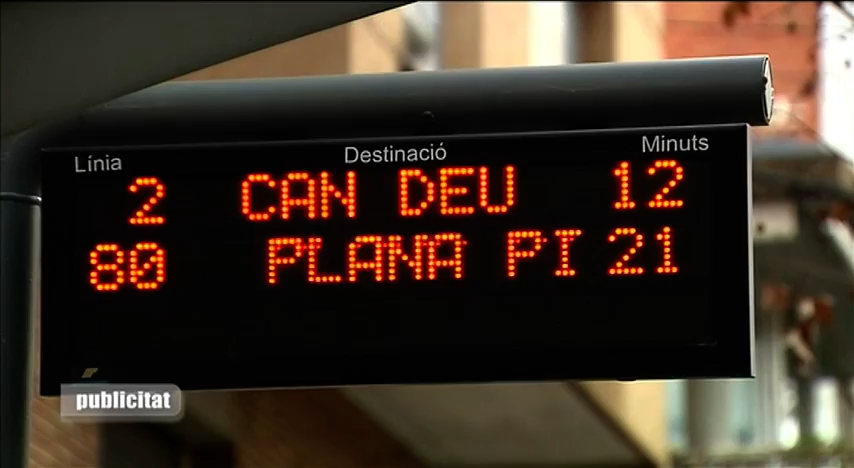 Línia Destinació Minuts
2 CAN DEU 12
80 PLANA PI 21
publicitat